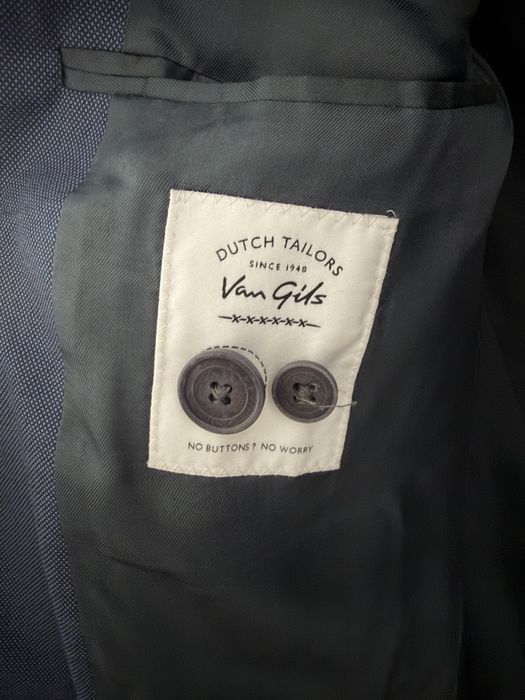 DUTCH TAILORS
SINCE 1948
Van Gils
NO BUTTONS? NO WORRY